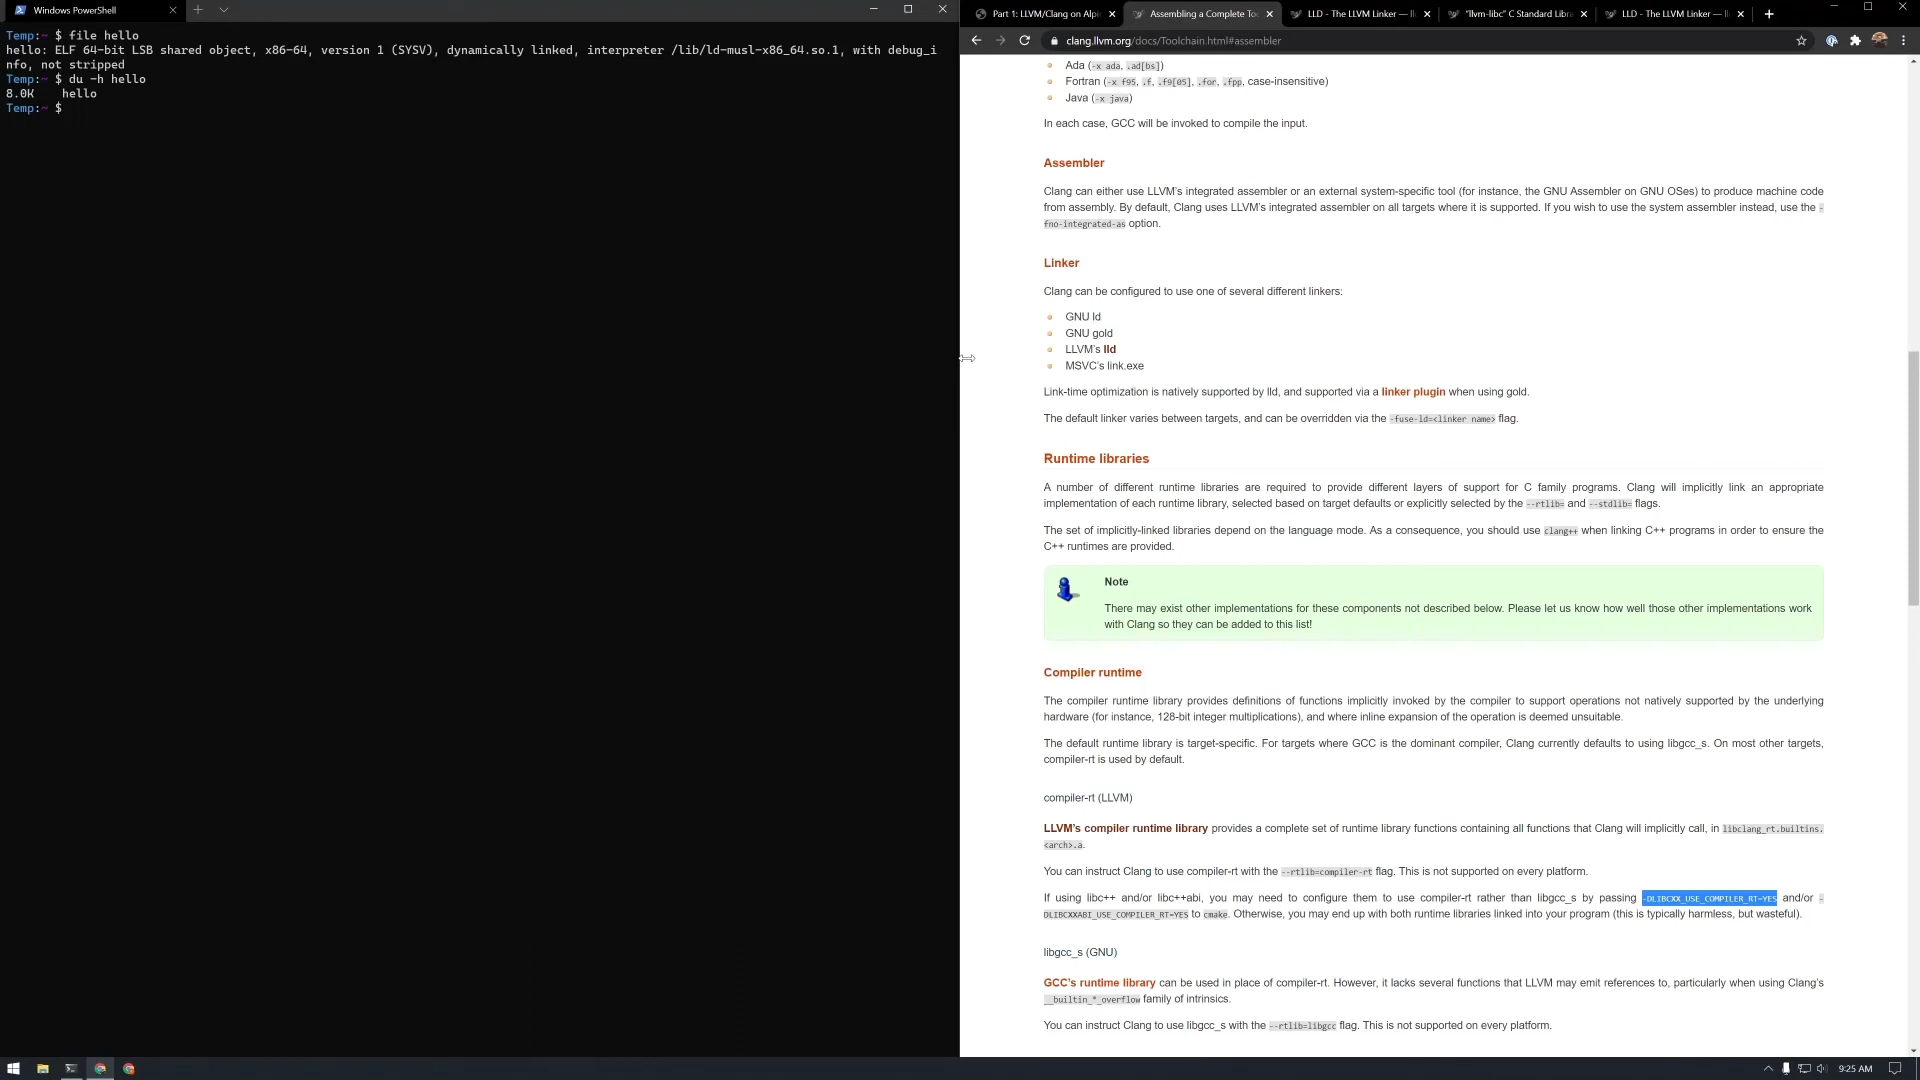 Windows PowerShell
Temp:~ $ file hello
hello: ELF 64-bit LSB shared object, x86-64, version 1 (SYSV), dynamically linked, interpreter /lib/ld-musl-x86_64.so.1, with debug_i
nfo, not stripped
Temp:~ $ du -h hello
8.0K    hello
Temp:~ $
Part 1: LLVM/Clang on Alpi
Assembling a Complete To
LLD - The LLVM Linker — ll
"llvm-libc" C Standard Libra
LLD - The LLVM Linker — ll
clang.llvm.org/docs/Toolchain.html#assembler
Ada (-x ada, .ad[bs])
Fortran (-x f95, .f, .f9[05], .for, .fpp, case-insensitive)
Java (-x java)
In each case, GCC will be invoked to compile the input.
Assembler
Clang can either use LLVM's integrated assembler or an external system-specific tool (for instance, the GNU Assembler on GNU OSes) to produce machine code
from assembly. By default, Clang uses LLVM's integrated assembler on all targets where it is supported. If you wish to use the system assembler instead, use the -
fno-integrated-as option.
Linker
Clang can be configured to use one of several different linkers:
GNU ld
GNU gold
LLVM's lld
MSVC's link.exe
Link-time optimization is natively supported by lld, and supported via a linker plugin when using gold.
The default linker varies between targets, and can be overridden via the -fuse-ld=<linker name> flag.
Runtime libraries
A number of different runtime libraries are required to provide different layers of support for C family programs. Clang will implicitly link an appropriate
implementation of each runtime library, selected based on target defaults or explicitly selected by the --rtlib= and --stdlib= flags.
The set of implicitly-linked libraries depend on the language mode. As a consequence, you should use clang++ when linking C++ programs in order to ensure the
C++ runtimes are provided.
Note
There may exist other implementations for these components not described below. Please let us know how well those other implementations work
with Clang so they can be added to this list!
Compiler runtime
The compiler runtime library provides definitions of functions implicitly invoked by the compiler to support operations not natively supported by the underlying
hardware (for instance, 128-bit integer multiplications), and where inline expansion of the operation is deemed unsuitable.
The default runtime library is target-specific. For targets where GCC is the dominant compiler, Clang currently defaults to using libgcc_s. On most other targets,
compiler-rt is used by default.
compiler-rt (LLVM)
LLVM's compiler runtime library provides a complete set of runtime library functions containing all functions that Clang will implicitly call, in libclang_rt.builtins.
<arch>.a.
You can instruct Clang to use compiler-rt with the --rtlib=compiler-rt flag. This is not supported on every platform.
If using libc++ and/or libc++abi, you may need to configure them to use compiler-rt rather than libgcc_s by passing -DLIBCXX_USE_COMPILER_RT=YES and/or -
DLIBCXXABI_USE_COMPILER_RT=YES to cmake. Otherwise, you may end up with both runtime libraries linked into your program (this is typically harmless, but wasteful).
libgcc_s (GNU)
GCC's runtime library can be used in place of compiler-rt. However, it lacks several functions that LLVM may emit references to, particularly when using Clang's
__builtin_*_overflow family of intrinsics.
You can instruct Clang to use libgcc_s with the --rtlib=libgcc flag. This is not supported on every platform.
9:25 AM